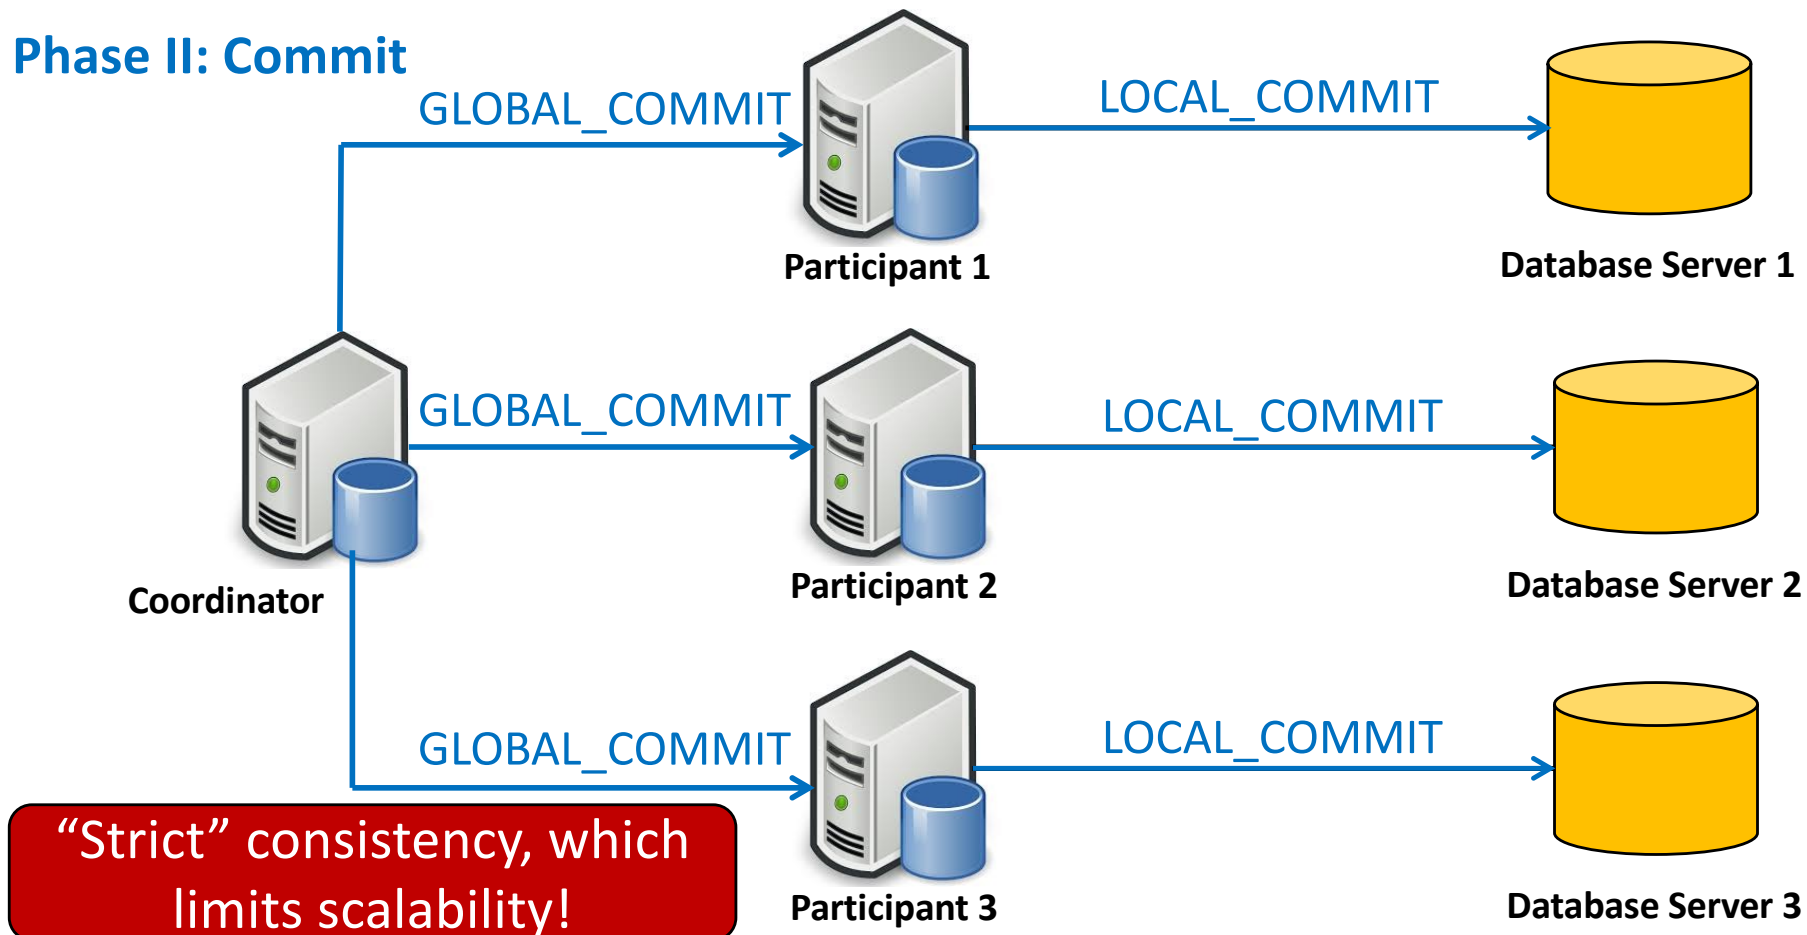 Phase II: Commit
GLOBAL_COMMIT
LOCAL_COMMIT
Participant 1
Database Server 1
GLOBAL_COMMIT
LOCAL_COMMIT
Coordinator
Participant 2
Database Server 2
GLOBAL_COMMIT
LOCAL_COMMIT
“Strict” consistency, which
limits scalability!
Participant 3
Database Server 3